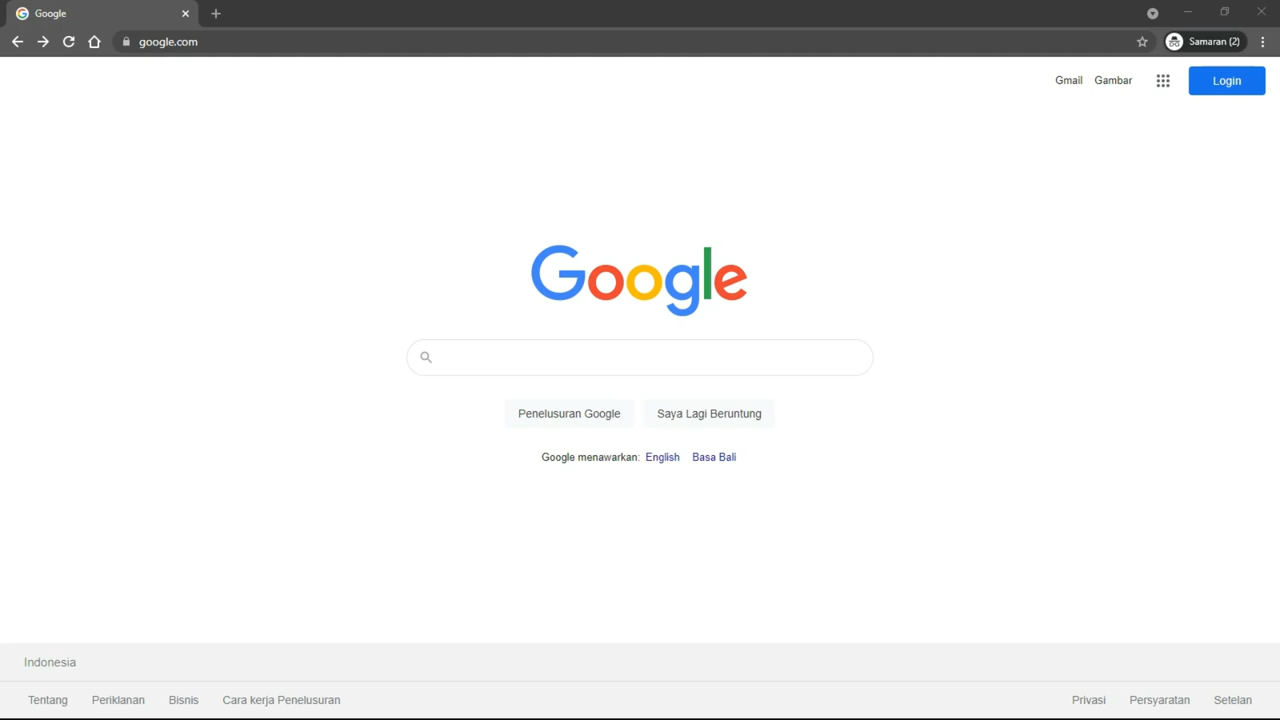 Google
google.com
Samaran (2)
Gmail Gambar Login
Google
Penelusuran Google Saya Lagi Beruntung
Google menawarkan: English Basa Bali
Indonesia
Tentang Periklanan Bisnis Cara kerja Penelusuran Privasi Persyaratan Setelan